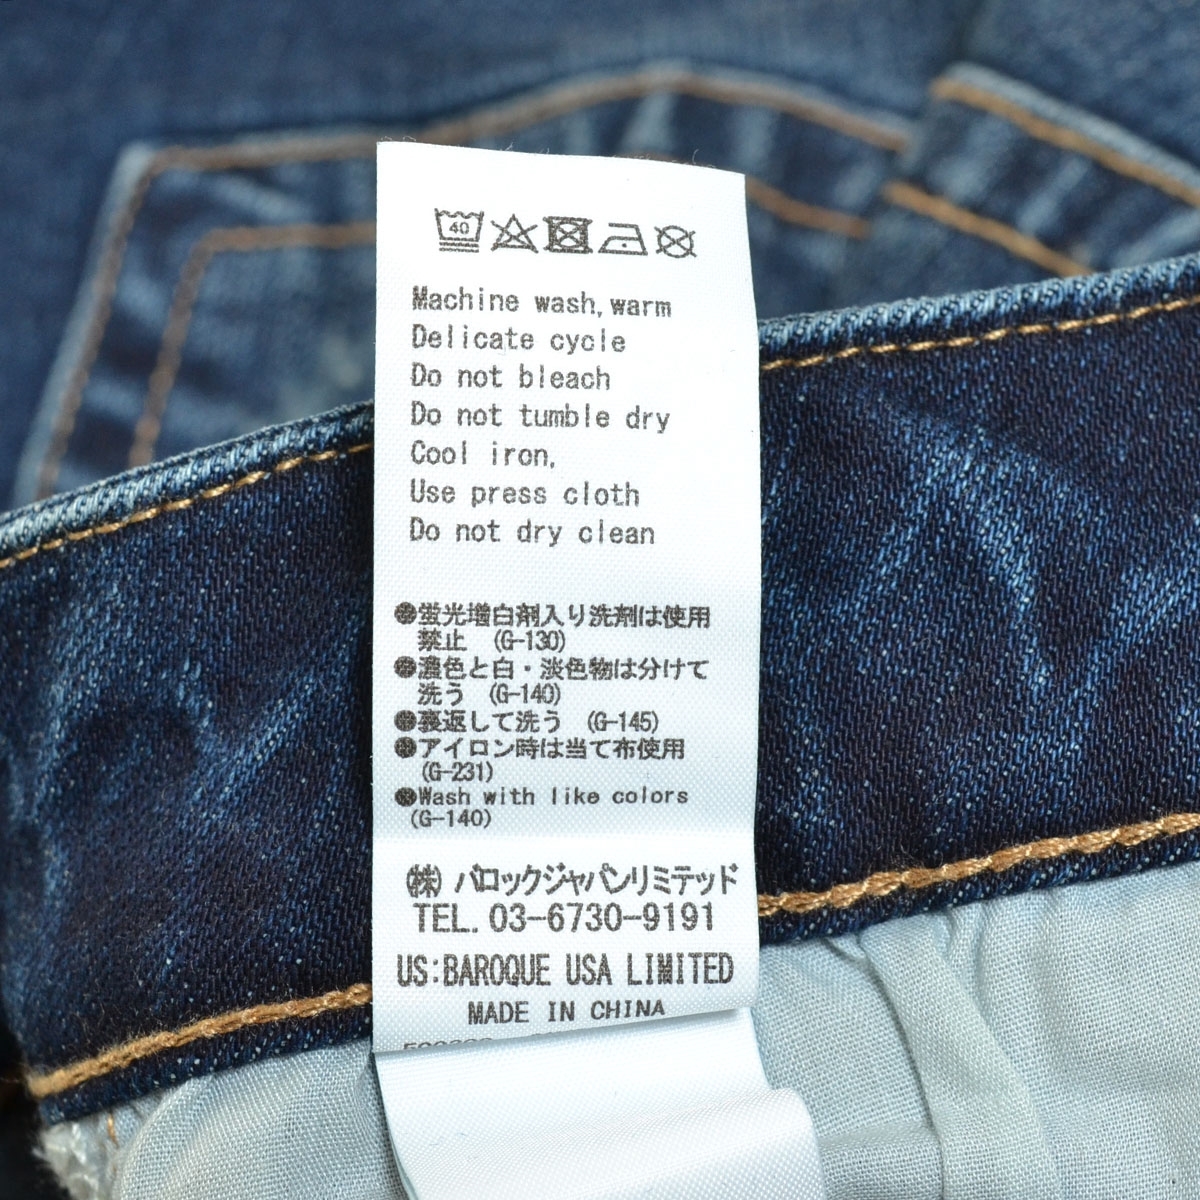 40
Machine wash,warm
Delicate cycle
Do not bleach
Do not tumble dry
Cool iron,
Use press cloth
Do not dry clean
●蛍光増白剤入り洗剤は使用
禁止 (G-130)
●濃色と白・淡色物は分けて
洗う (G-140)
●裏返して洗う (G-145)
●アイロン時は当て布使用
(G-231)
●Wash with like colors
(G-140)
㈱ バロックジャパンリミテッド
TEL. 03-6730-9191
US:BAROQUE USA LIMITED
MADE IN CHINA